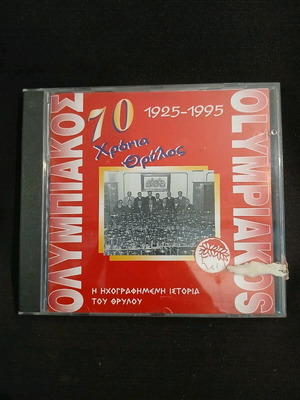 ΟΛΥΜΠΙΑΚΟΣ
70
1925-1995
Χρόνια
Θρύλος
OLYMPIAKOS
Η ΗΧΟΓΡΑΦΗΜΕΝΗ ΙΣΤΟΡΙΑ
ΤΟΥ ΘΡΥΛΟΥ